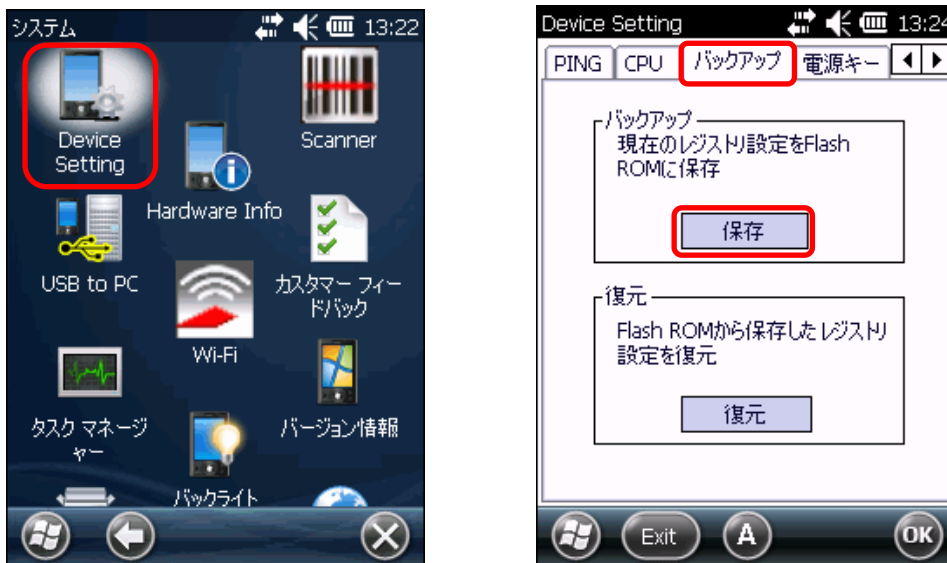 システム
13:22
Device
Setting
Scanner
Hardware Info
USB to PC
カスタマー フィー
ドバック
Wi-Fi
タスク マネージ
ャー
バージョン情報
バックライト
Device Setting
13:24
PING
CPU
バックアップ
電源キー
バックアップ
現在のレジストリ設定をFlash
ROMに保存
保存
復元
Flash ROMから保存したレジストリ
設定を復元
復元
Exit
A
OK